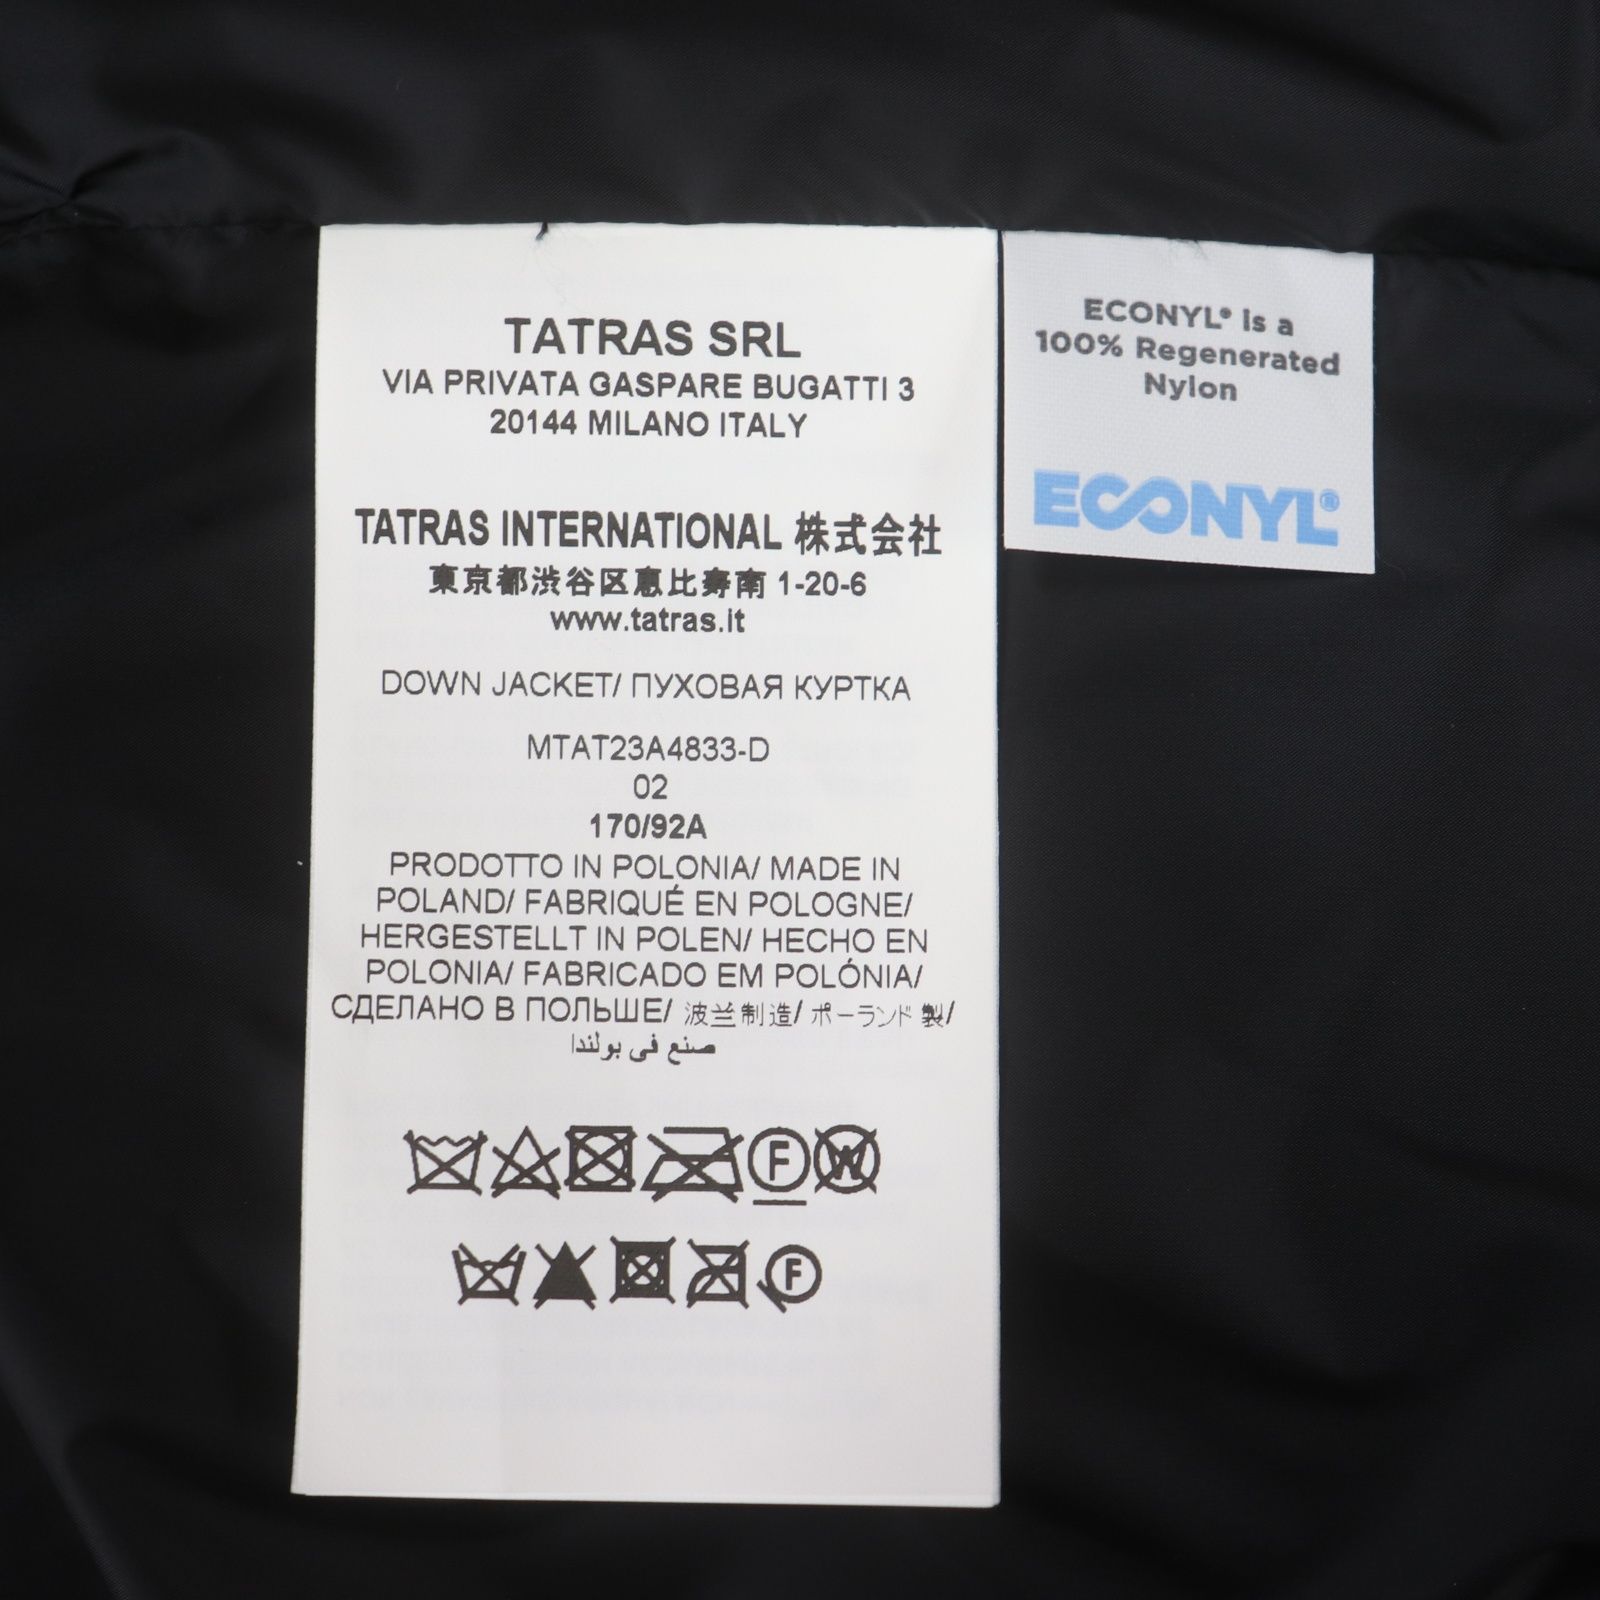 TATRAS SRL
VIA PRIVATA GASPARE BUGATTI 3
20144 MILANO ITALY
TATRAS INTERNATIONAL 株式会社
東京都渋谷区恵比寿南 1-20-6
www.tatras.it
DOWN JACKET/ ПУХОВАЯ КУРТКА
MTAT23A4833-D
02
170/92A
PRODOTTO IN POLONIA/ MADE IN
POLAND/ FABRIQUÉ EN POLOGNE/
HERGESTELLT IN POLEN/ HECHO EN
POLONIA/ FABRICADO EM POLÓNIA/
СДЕЛАНО В ПОЛЬШЕ/ 波兰制造/ ポーランド製/
صنع في بولندا
F W
F
ECONYL® is a
100% Regenerated
Nylon
ECONYL®